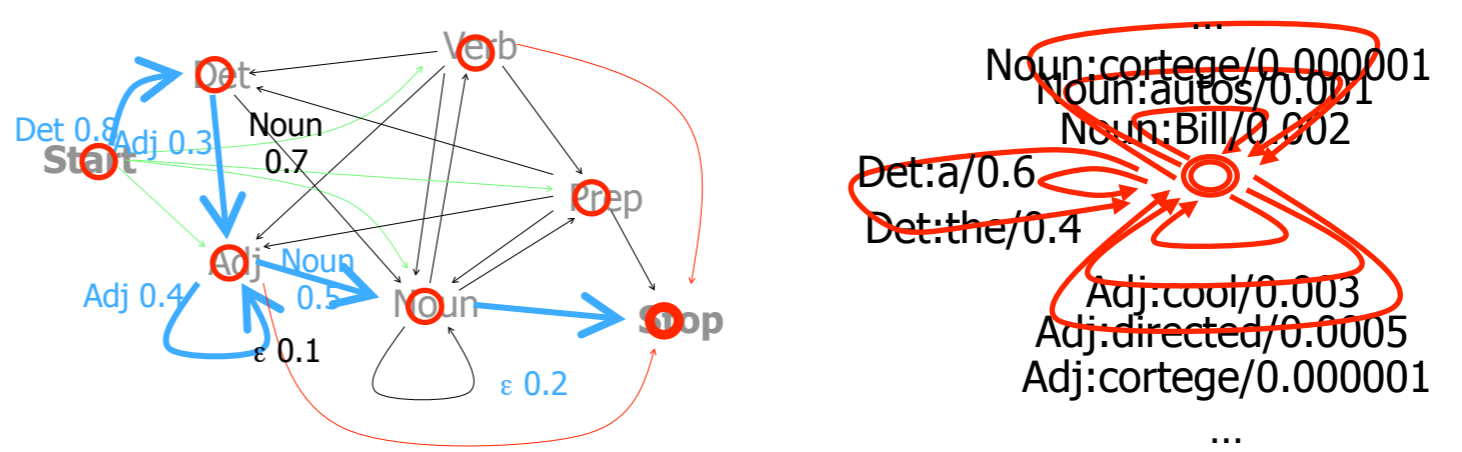 Verb
Det
Det 0.8
Adj 0.3
Noun
0.7
Start
Prep
Adj
Noun
0.5
Adj 0.4
Noun
Stop
ε 0.1
ε 0.2
...
Noun:cortege/0.000001
Noun:autos/0.001
Noun:Bill/0.002
Det:a/0.6
Det:the/0.4
Adj:cool/0.003
Adj:directed/0.0005
Adj:cortege/0.000001
...